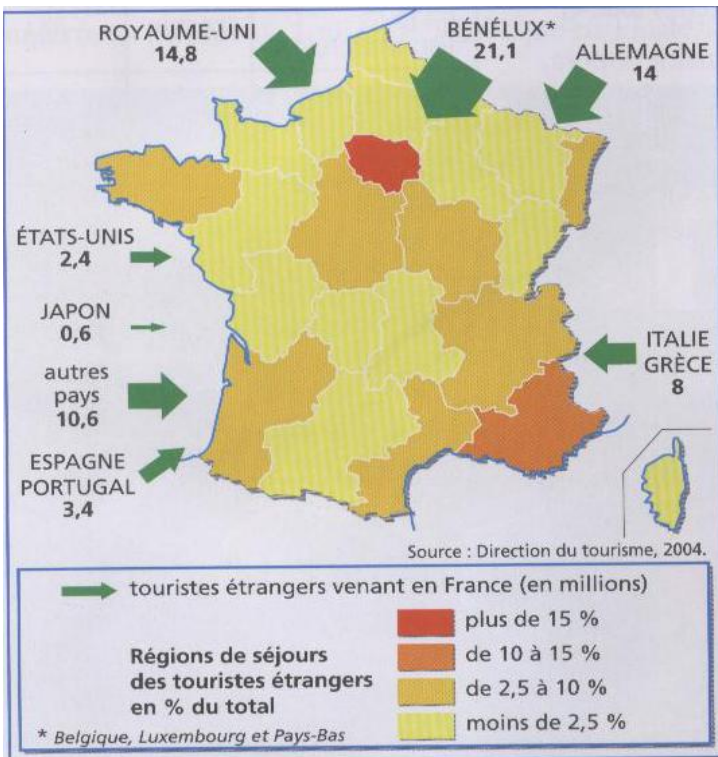 ROYAUME-UNI
14,8
BÉNÉLUX*
21,1
ALLEMAGNE
14
ÉTATS-UNIS
2,4
JAPON
0,6
autres
pays
10,6
ESPAGNE
PORTUGAL
3,4
ITALIE
GRÈCE
8
Source : Direction du tourisme, 2004.
touristes étrangers venant en France (en millions)
Régions de séjours
des touristes étrangers
en % du total
plus de 15 %
de 10 à 15 %
de 2,5 à 10 %
moins de 2,5 %
* Belgique, Luxembourg et Pays-Bas